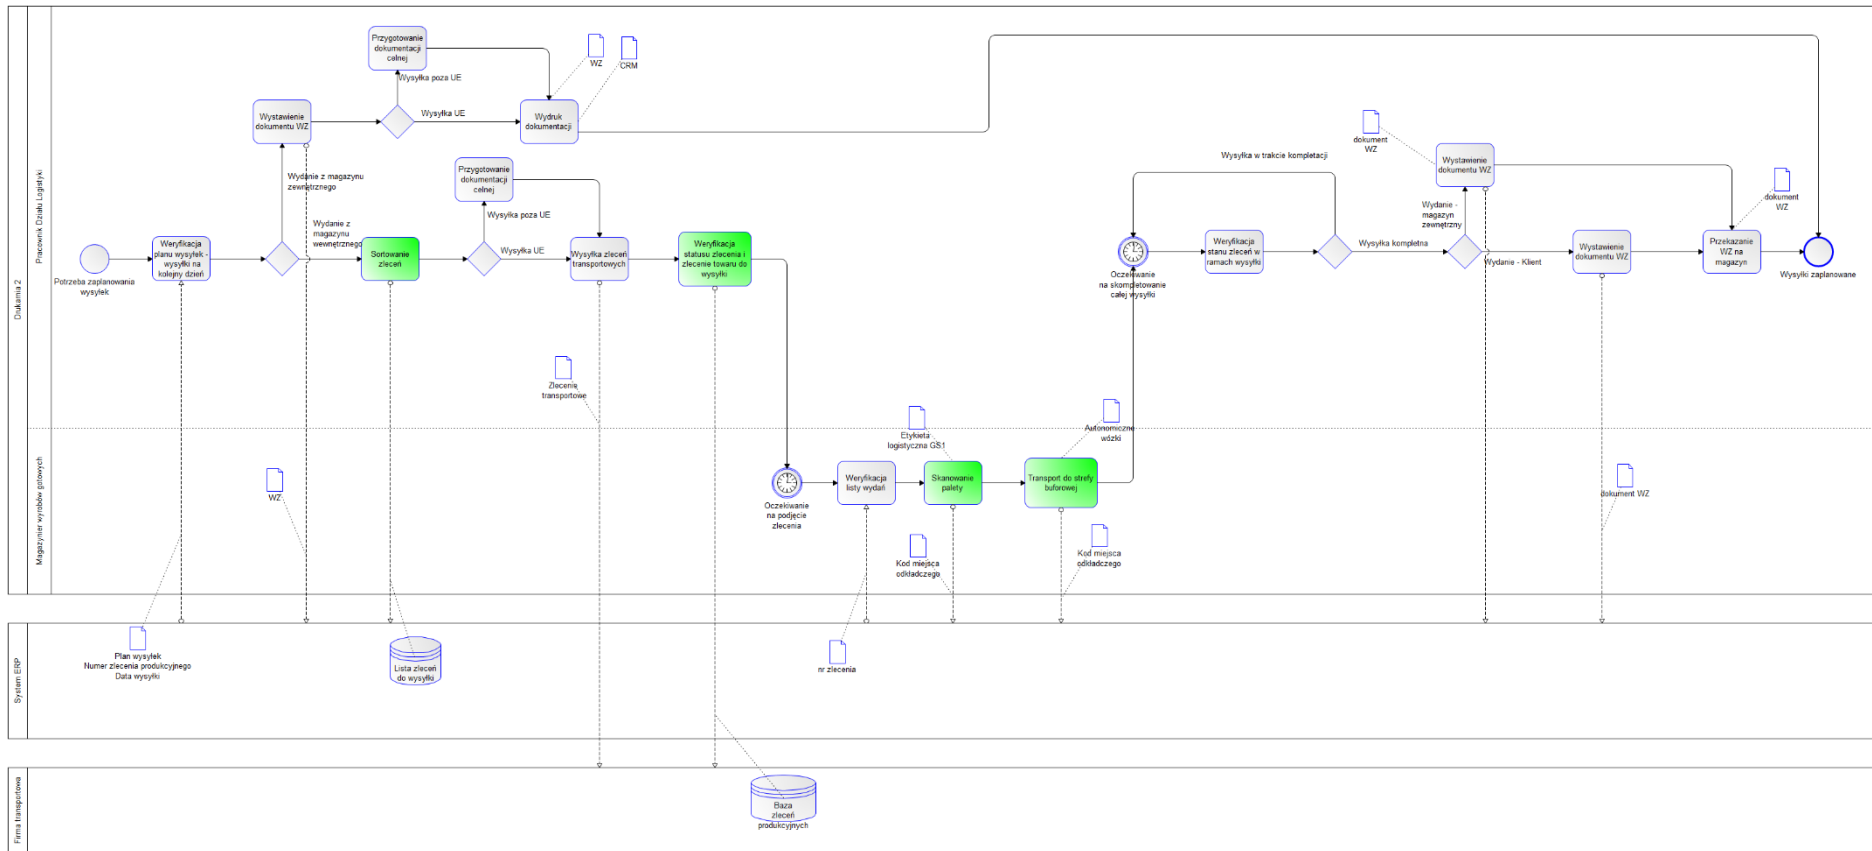 Drukarnia 2
Pracownik Działu Logistyki
Przygotowanie
dokumentacji
celnej
Wysyłka poza UE
WZ
CRM
Wystawienie
dokumentu WZ
Wysyłka UE
Wydruk
dokumentacji
Wydanie z magazynu
zewnętrznego
Wydanie z
magazynu
wewnętrznego
Przygotowanie
dokumentacji
celnej
Wysyłka poza UE
Wysyłka UE
Potrzeba zaplanowania
wysyłek
Weryfikacja
planu wysyłek -
wysyłki na
kolejny dzień
Sortowanie
zleceń
Wysyłka zleceń
transportowych
Weryfikacja
statusu zlecenia i
zlecenie towaru do
wysyłki
Zlecenie
transportowe
Wysyłka w trakcie kompletacji
Oczekiwanie
na skompletowanie
całej wysyłki
Weryfikacja
stanu zleceń w
ramach wysyłki
Wysyłka kompletna
dokument
WZ
Wystawienie
dokumentu WZ
Wydanie -
magazyn
zewnętrzny
Wydanie - Klient
Wystawienie
dokumentu WZ
dokument
WZ
Przekazanie
WZ na
magazyn
Wysyłki zaplanowane
Magazynier wyrobów gotowych
WZ
Oczekiwanie
na podjęcie
zlecenia
Weryfikacja
listy wydań
Etykieta
logistyczna GS1
Skanowanie
palety
Autonomiczne
wózki
Transport do strefy
buforowej
Kod miejsca
odkładczego
Kod miejsca
odkładczego
dokument WZ
System ERP
Plan wysyłek
Numer zlecenia produkcyjnego
Data wysyłki
Lista zleceń
do wysyłki
nr zlecenia
Firma transportowa
Baza
zleceń
produkcyjnych